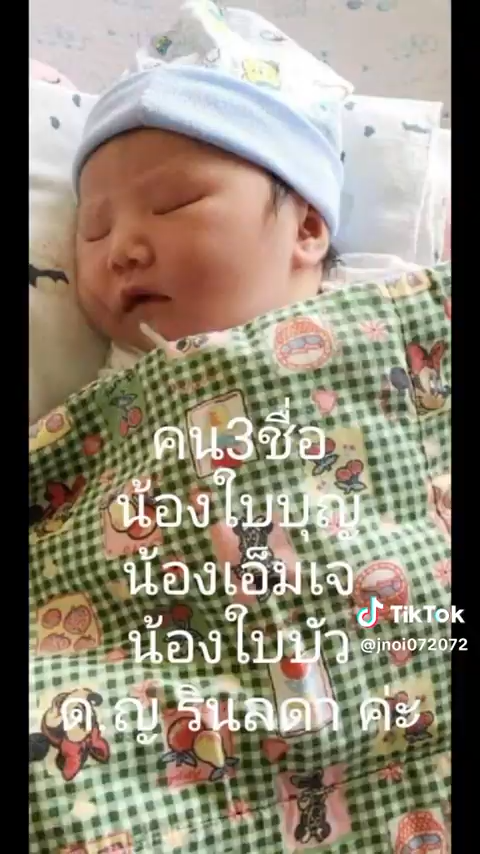 คน3ชื่อ
น้องใบบุญ
น้องเอ็มเจ
น้องใบบัว
ด.ญ รินลดา ค่ะ
TikTok
@jnoi072072